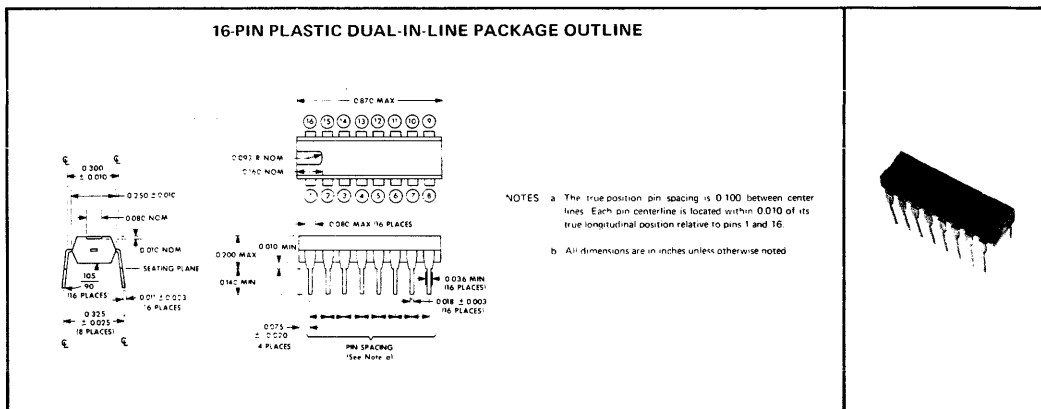 16-PIN PLASTIC DUAL-IN-LINE PACKAGE OUTLINE
0.870 MAX
16 15 14 13 12 11 10 9
0.093 R NOM
0.160 NOM
1 2 3 4 5 6 7 8
℄ ℄
0.300
± 0.010
0.250 ± 0.010
0.080 NOM
0.010 NOM
SEATING PLANE
105
90
(16 PLACES)
0.011 ± 0.003
16 PLACES
0.325
± 0.025
(8 PLACES)
℄ ℄
0.080 MAX (16 PLACES
0.010 MIN
0.200 MAX
0.140 MIN
0.036 MIN
(16 PLACES)
0.018 ± 0.003
(16 PLACES)
0.075
± 0.020
4 PLACES
PIN SPACING
(See Note a)
NOTES a The true position pin spacing is 0 100 between center
lines. Each pin centerline is located within 0.010 of its
true longitudinal position relative to pins 1 and 16.
b All dimensions are in inches unless otherwise noted